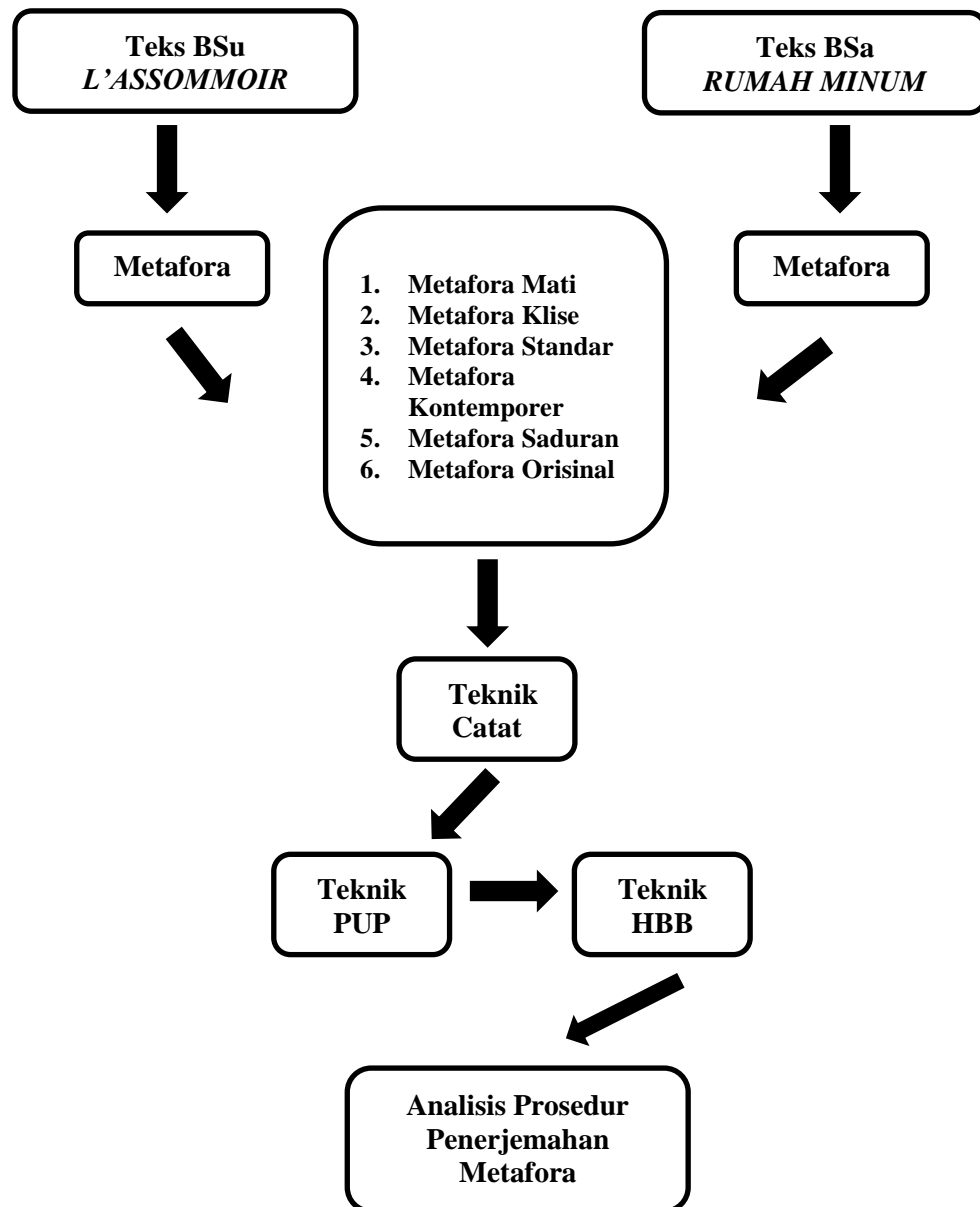 Teks BSu
L’ASSOMMOIR
Teks BSa
RUMAH MINUM
Metafora
Metafora
1. Metafora Mati
2. Metafora Klise
3. Metafora Standar
4. Metafora
Kontemporer
5. Metafora Saduran
6. Metafora Orisinal
Teknik
Catat
Teknik
PUP
Teknik
HBB
Analisis Prosedur
Penerjemahan
Metafora